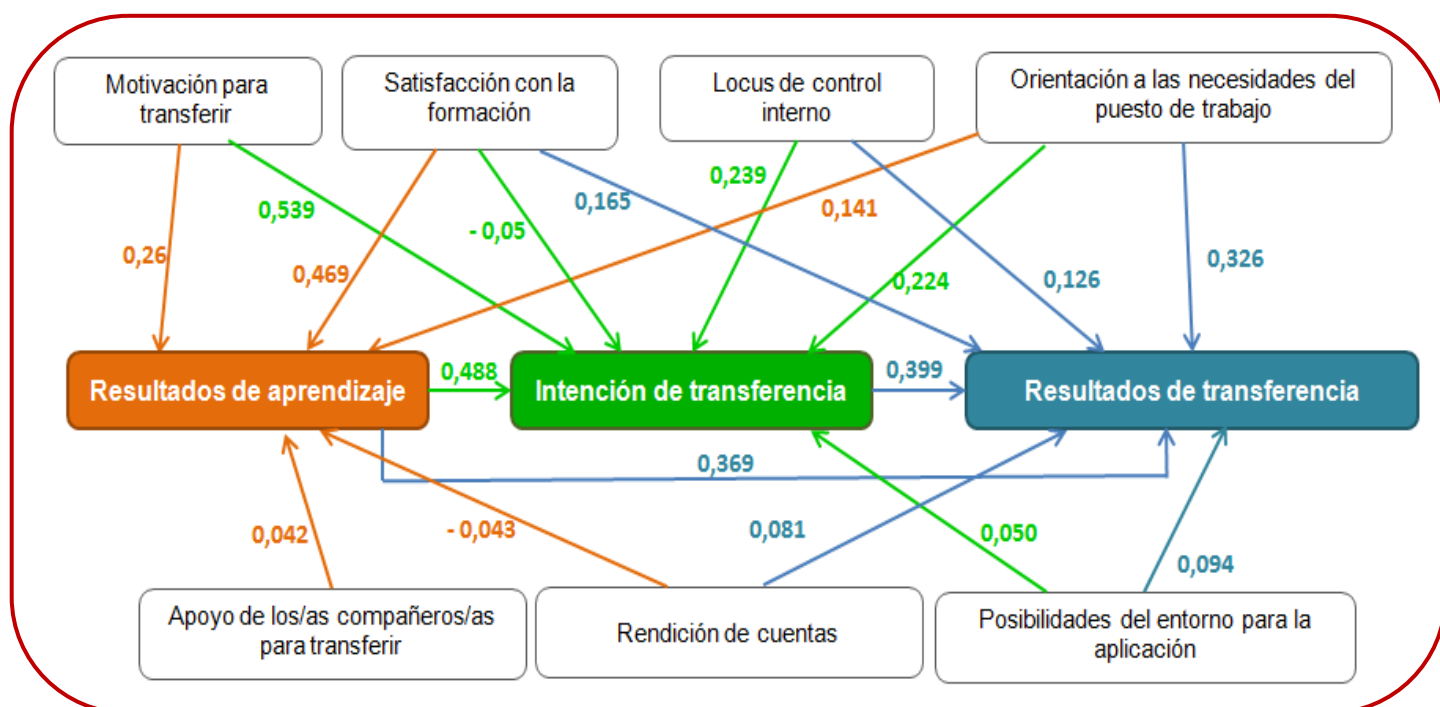 Motivación para
transferir
Satisfacción con la
formación
Locus de control
interno
Orientación a las necesidades del
puesto de trabajo
0,539
0,26
0,469
- 0,05
0,165
0,239
0,141
0,224
0,126
0,326
Resultados de aprendizaje
0,488
Intención de transferencia
0,399
Resultados de transferencia
0,369
0,042
- 0,043
0,081
0,050
0,094
Apoyo de los/as compañeros/as
para transferir
Rendición de cuentas
Posibilidades del entorno para la
aplicación